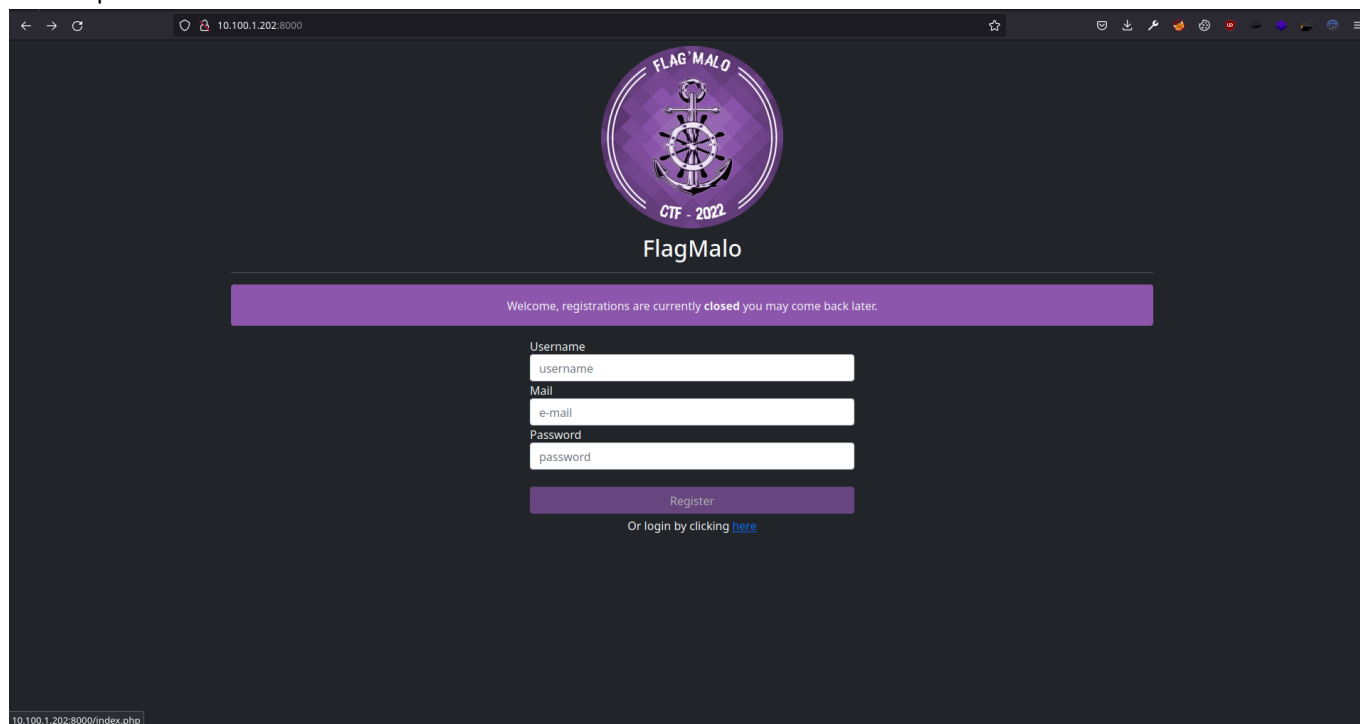 10.100.1.202:8000
FLAG'MALO
CTF - 2022
FlagMalo
Welcome, registrations are currently closed you may come back later.
Username
username
Mail
e-mail
Password
password
Register
Or login by clicking here
10.100.1.202:8000/index.php